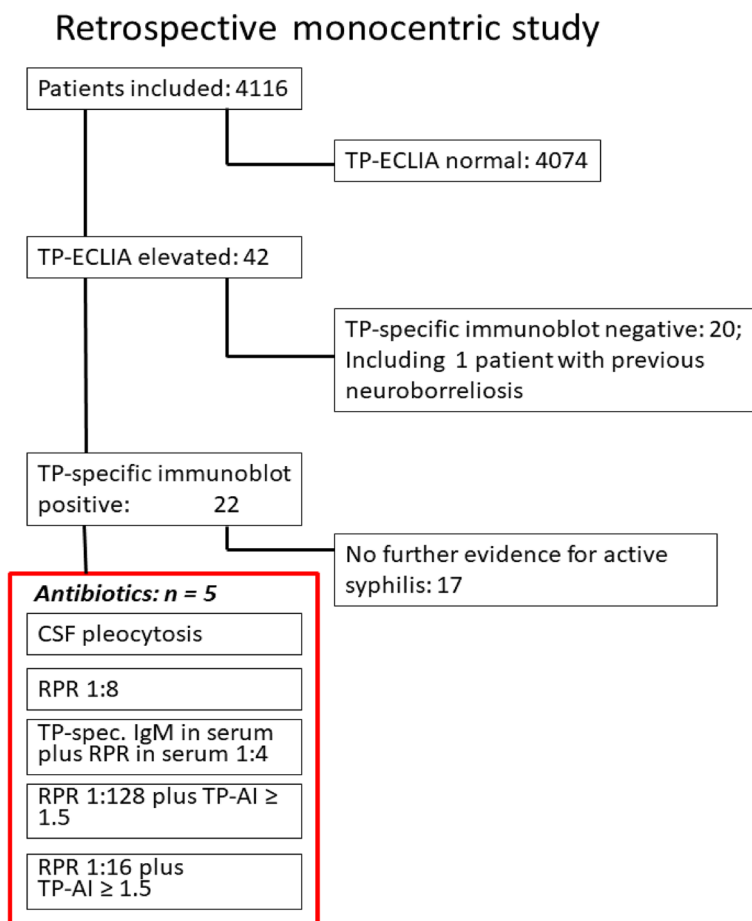 Retrospective monocentric study
Patients included: 4116
TP-ECLIA normal: 4074
TP-ECLIA elevated: 42
TP-specific immunoblot negative: 20;
Including 1 patient with previous
neuroborreliosis
TP-specific immunoblot
positive: 22
No further evidence for active
syphilis: 17
Antibiotics: n = 5
CSF pleocytosis
RPR 1:8
TP-spec. IgM in serum
plus RPR in serum 1:4
RPR 1:128 plus TP-AI ≥
1.5
RPR 1:16 plus
TP-AI ≥ 1.5